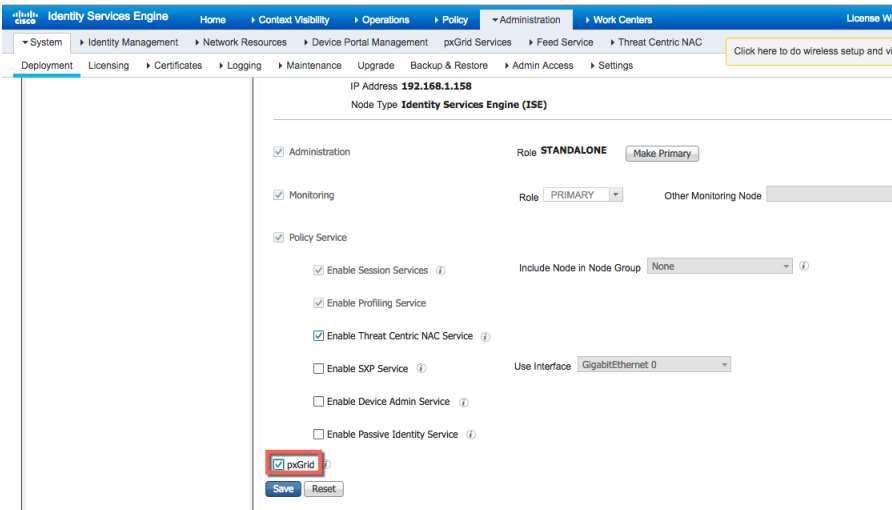 cisco Identity Services Engine Home Context Visibility Operations Policy Administration Work Centers License Wi
System Identity Management Network Resources Device Portal Management pxGrid Services Feed Service Threat Centric NAC Click here to do wireless setup and vi
Deployment Licensing Certificates Logging Maintenance Upgrade Backup & Restore Admin Access Settings
IP Address 192.168.1.158
Node Type Identity Services Engine (ISE)
Administration Role STANDALONE Make Primary
Monitoring Role PRIMARY Other Monitoring Node
Policy Service
Enable Session Services Include Node in Node Group None
Enable Profiling Service
Enable Threat Centric NAC Service
Enable SXP Service Use Interface GigabitEthernet 0
Enable Device Admin Service
Enable Passive Identity Service
pxGrid
Save Reset